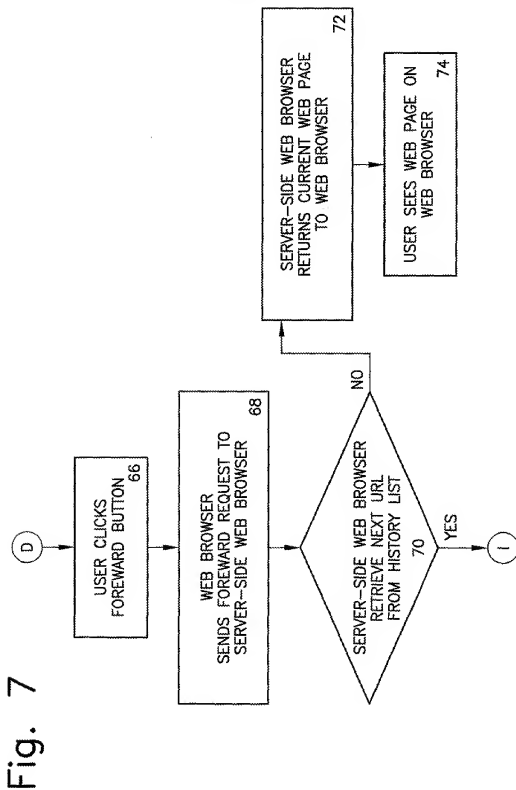 Fig. 7
D
USER CLICKS
FOREWARD BUTTON
66
WEB BROWSER
SENDS FOREWARD REQUEST TO
SERVER-SIDE WEB BROWSER
68
SERVER-SIDE WEB BROWSER
RETRIEVE NEXT URL
FROM HISTORY LIST
70
NO
YES
I
SERVER-SIDE WEB BROWSER
RETURNS CURRENT WEB PAGE
TO WEB BROWSER
72
USER SEES WEB PAGE ON
WEB BROWSER
74